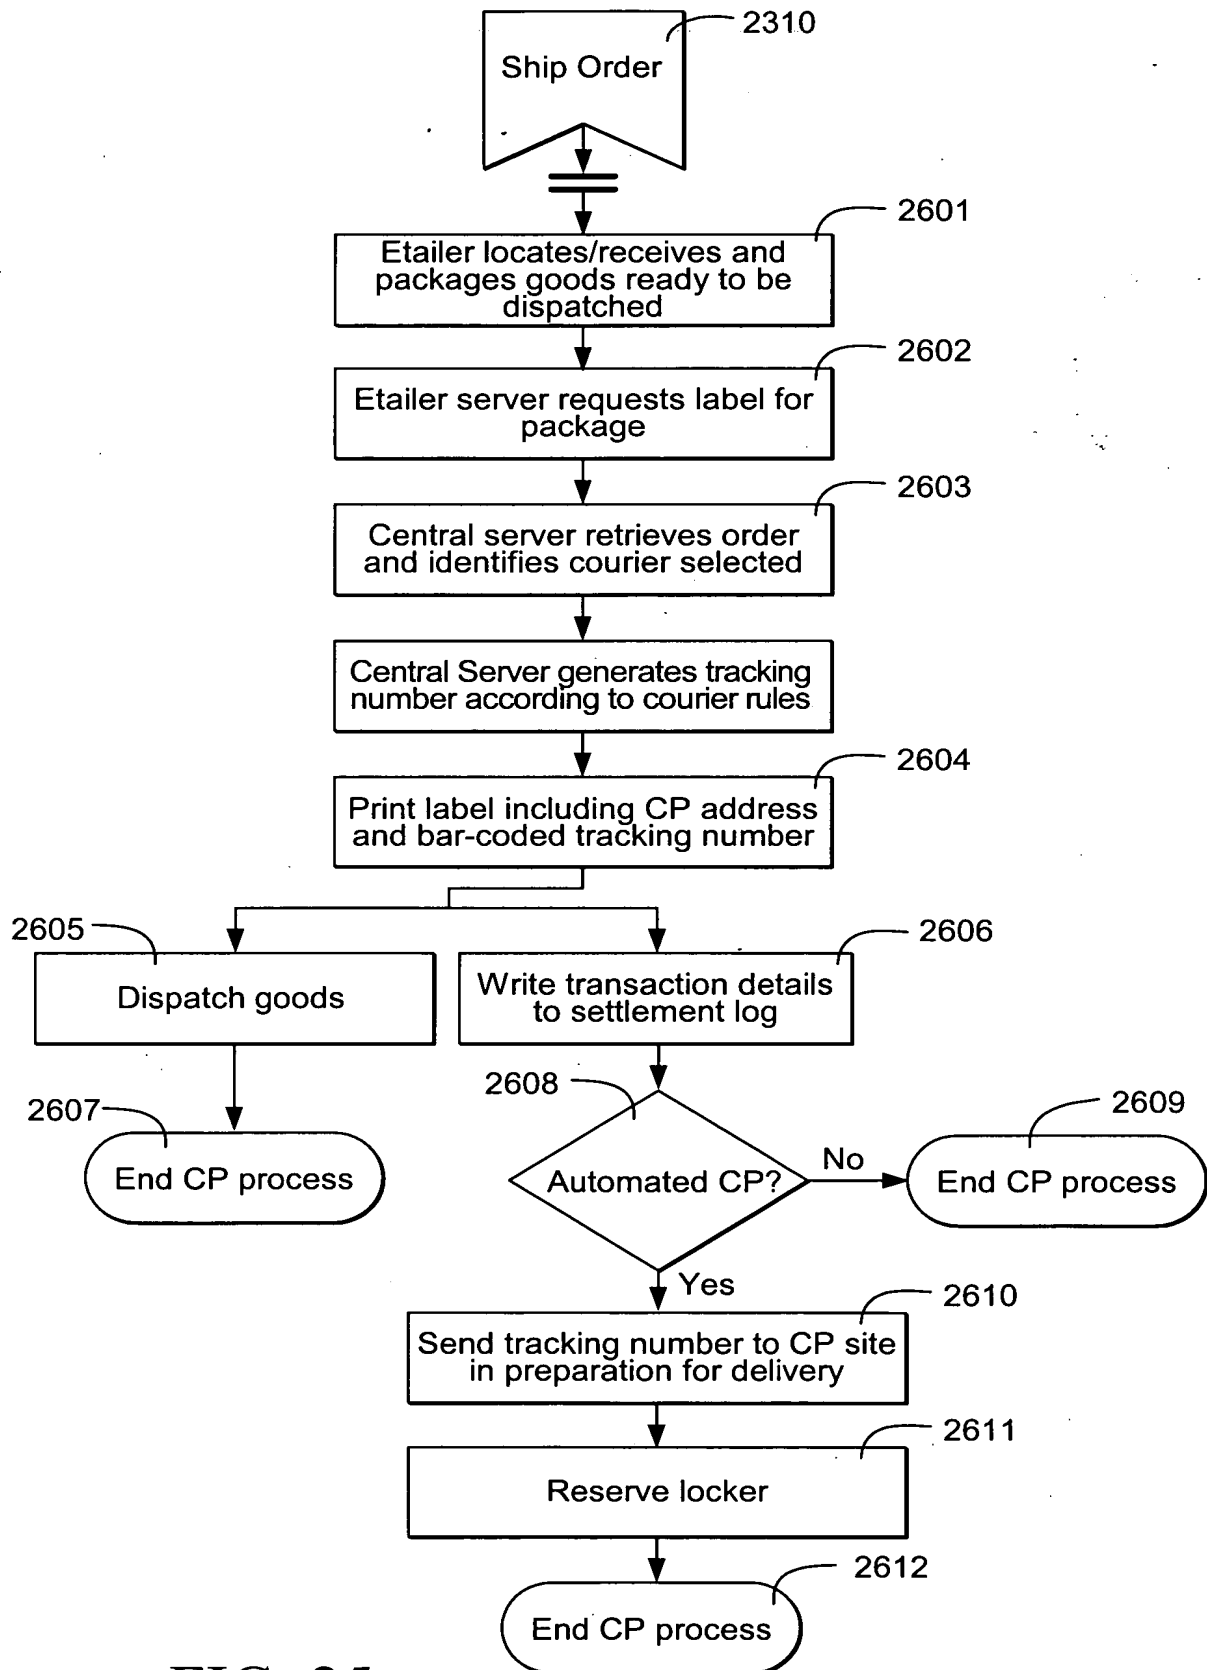 2310
Ship Order
2601
Etailer locates/receives and
packages goods ready to be
dispatched
2602
Etailer server requests label for
package
2603
Central server retrieves order
and identifies courier selected
Central Server generates tracking
number according to courier rules
2604
Print label including CP address
and bar-coded tracking number
2605
2606
Dispatch goods
Write transaction details
to settlement log
2608
2607
2609
End CP process
Automated CP?
No
End CP process
Yes
2610
Send tracking number to CP site
in preparation for delivery
2611
Reserve locker
2612
End CP process